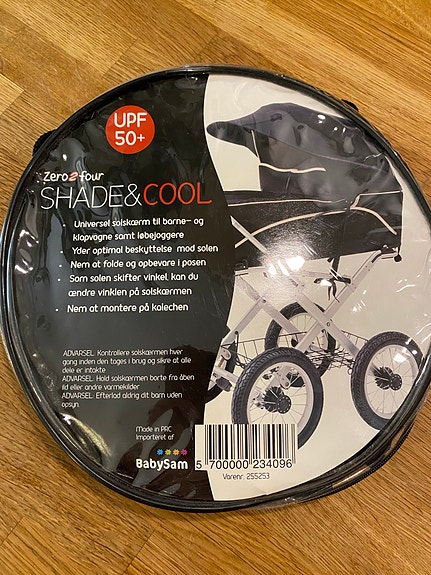 UPF
50+
Zero2four
SHADE&COOL
- Universel solskærm til barne- og
klapvogne samt løbejoggere
Yder optimal beskyttelse mod solen
- Nem at folde og opbevare i posen
- Som solen skifter vinkel kan du
ændre vinklen på solskærmen
- Nem at montere på kalechen
ADVARSEL: Kontrollere solskærmen hver
gang inden den tages i brug og sikre at alle
dele er intakte
ADVARSEL: Hold solskærmen borte fra åben
ild eller andre varmekilder
ADVARSEL: Efterlad aldrig dit barn uden
opsyn
Made in PRC
Importeret af
BabySam
5 700000 234096
Varenr. 255253